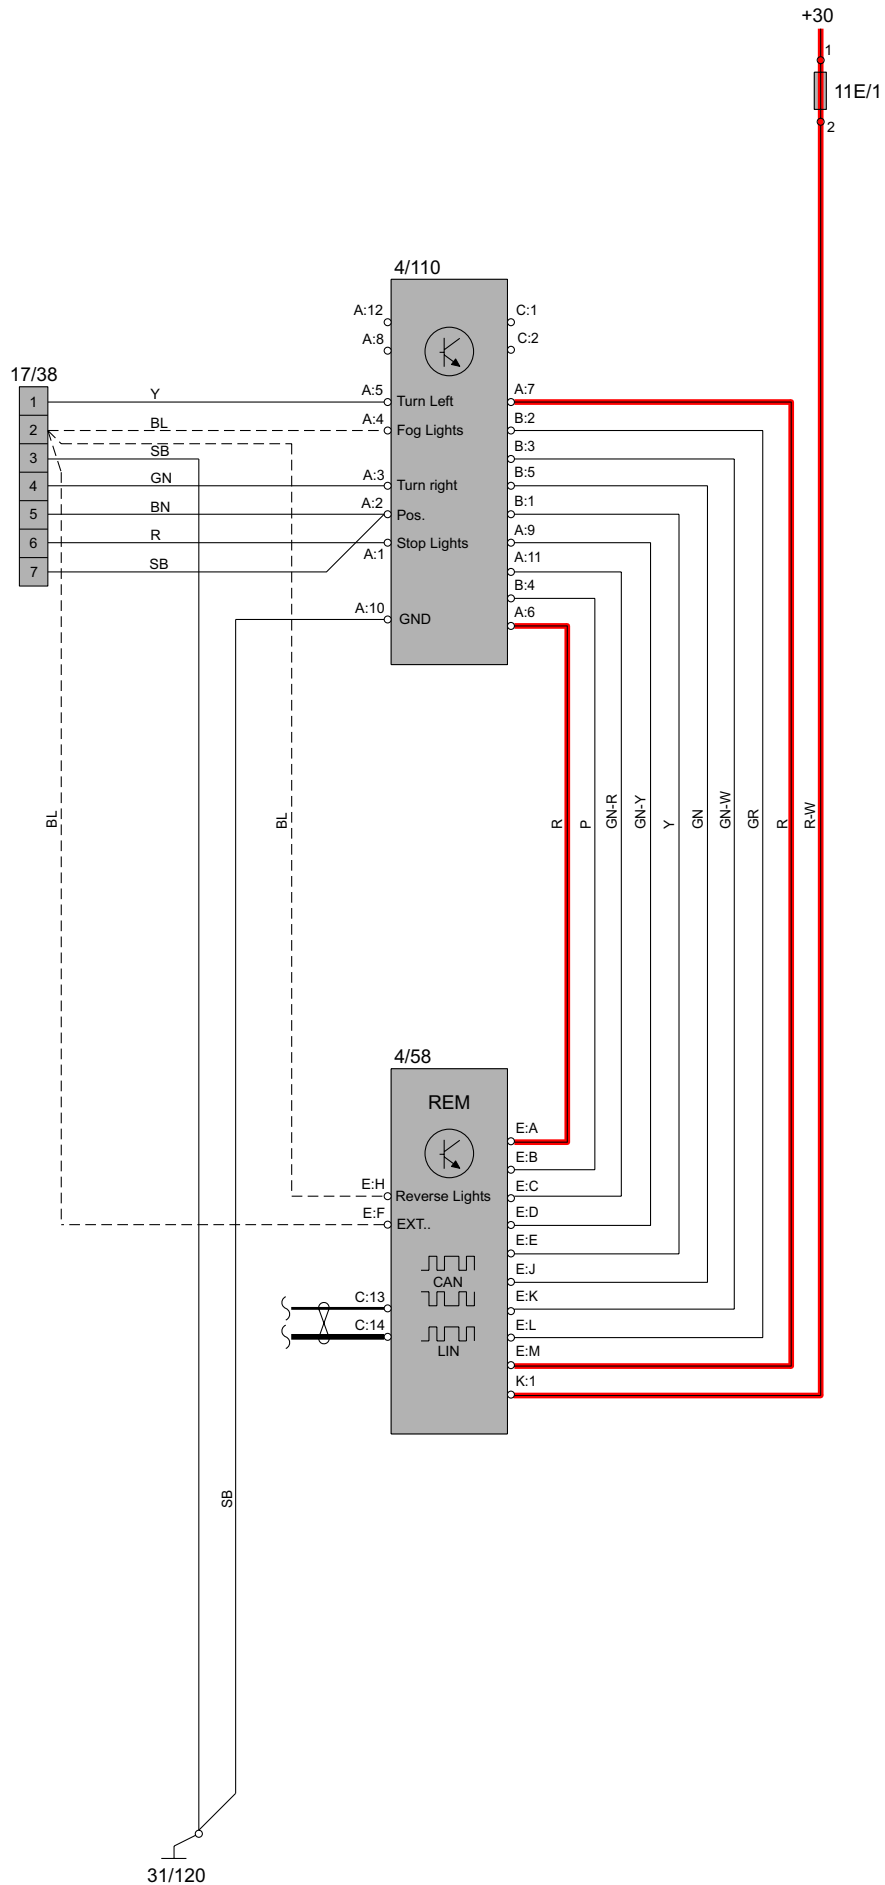 +30
1
11E/1
2
4/110
A:12
C:1
A:8
C:2
17/38
1
Y
A:5
Turn Left
A:7
2
BL
A:4
Fog Lights
B:2
3
SB
B:3
4
GN
A:3
Turn right
B:5
5
BN
A:2
Pos.
B:1
6
R
A:1
Stop Lights
A:9
7
SB
A:11
B:4
A:10
GND
A:6
BL
BL
R
P
GN-R
GN-Y
Y
GN
GN-W
GR
R
R-W
4/58
REM
E:A
E:B
E:H
Reverse Lights
E:C
E:F
EXT..
E:D
E:E
CAN
E:J
C:13
E:K
C:14
LIN
E:L
E:M
K:1
SB
31/120